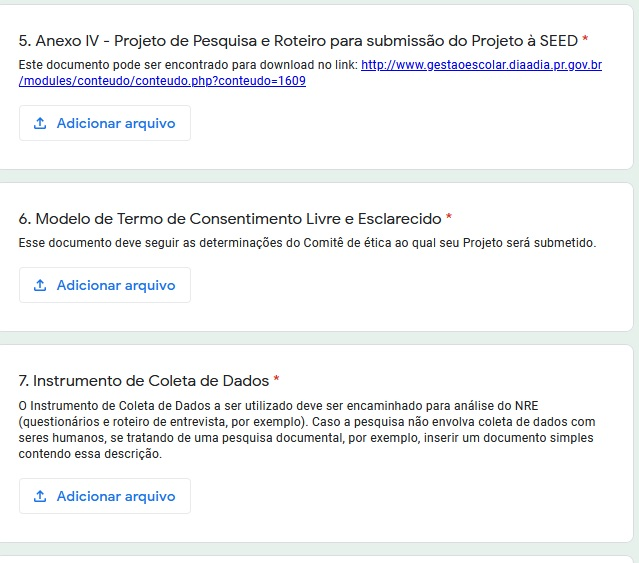 5. Anexo IV - Projeto de Pesquisa e Roteiro para submissão do Projeto à SEED *
Este documento pode ser encontrado para download no link: http://www.gestaoescolar.diaadia.pr.gov.br
/modules/conteudo/conteudo.php?conteudo=1609
Adicionar arquivo
6. Modelo de Termo de Consentimento Livre e Esclarecido *
Esse documento deve seguir as determinações do Comitê de ética ao qual seu Projeto será submetido.
Adicionar arquivo
7. Instrumento de Coleta de Dados *
O Instrumento de Coleta de Dados a ser utilizado deve ser encaminhado para análise do NRE
(questionários e roteiro de entrevista, por exemplo). Caso a pesquisa não envolva coleta de dados com
seres humanos, se tratando de uma pesquisa documental, por exemplo, inserir um documento simples
contendo essa descrição.
Adicionar arquivo